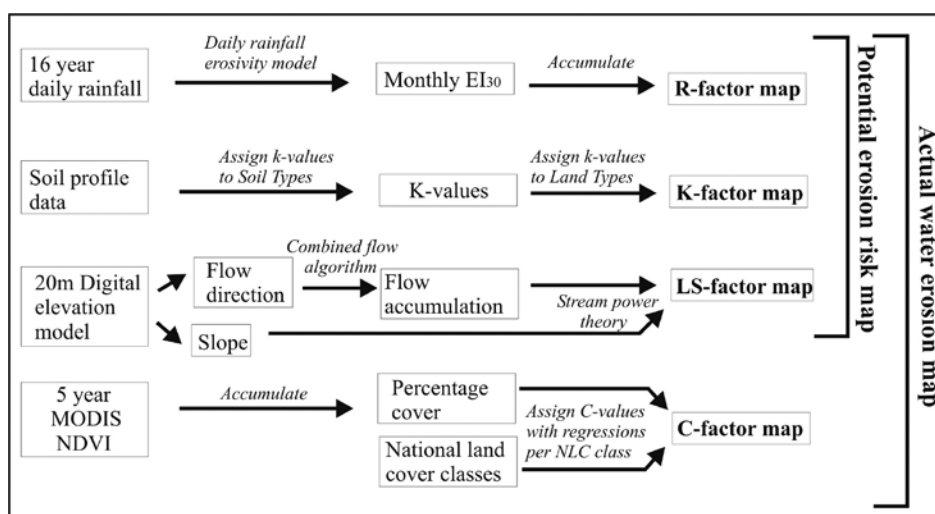 16 year
daily rainfall
Daily rainfall
erosivity model
Monthly EI30
Accumulate
R-factor map
Soil profile
data
Assign k-values
to Soil Types
K-values
Assign k-values
to Land Types
K-factor map
20m Digital
elevation
model
Flow
direction
Combined flow
algorithm
Flow
accumulation
Slope
Stream power
theory
LS-factor map
5 year
MODIS
NDVI
Accumulate
Percentage
cover
National land
cover classes
Assign C-values
with regressions
per NLC class
C-factor map
Potential erosion risk map
Actual water erosion map